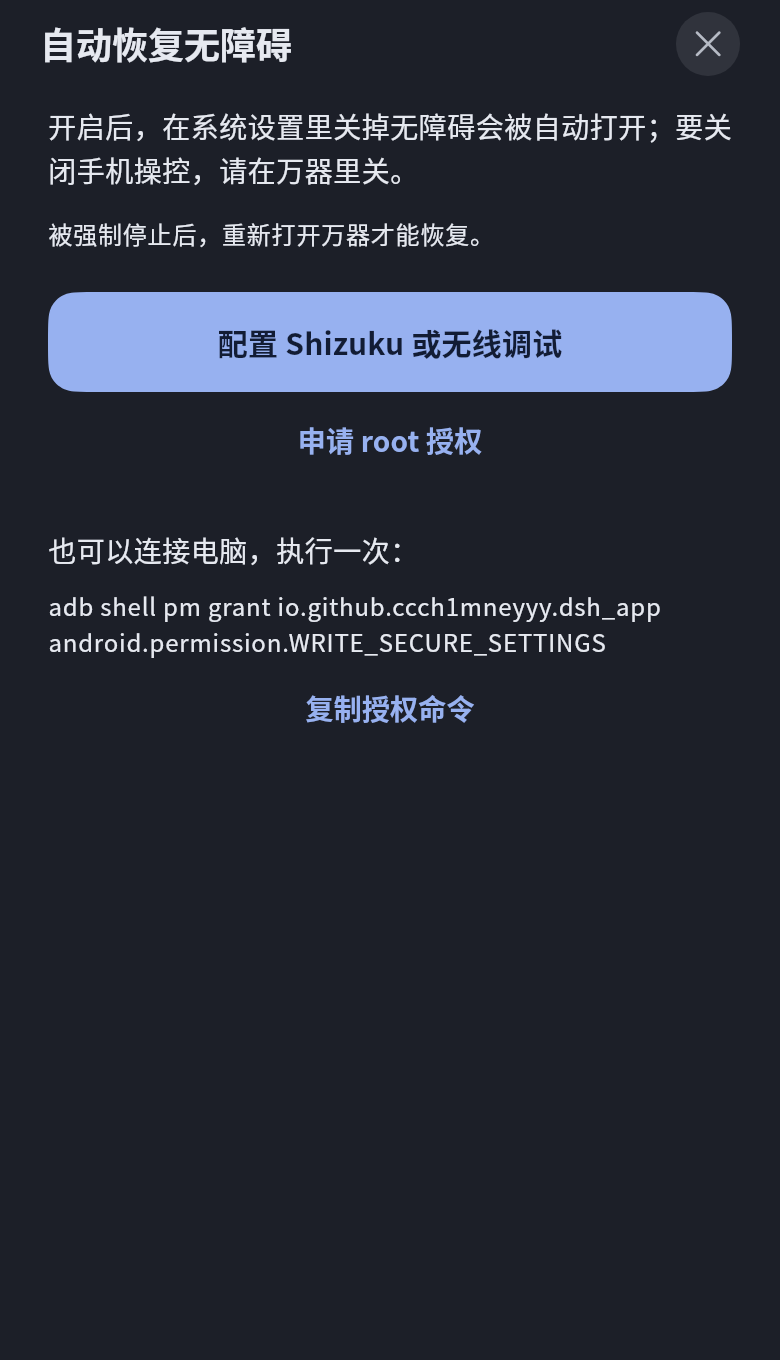 自动恢复无障碍
开启后，在系统设置里关掉无障碍会被自动打开；要关
闭手机操控，请在万器里关。
被强制停止后，重新打开万器才能恢复。
配置 Shizuku 或无线调试
申请 root 授权
也可以连接电脑，执行一次：
adb shell pm grant io.github.ccch1mneyyy.dsh_app
android.permission.WRITE_SECURE_SETTINGS
复制授权命令